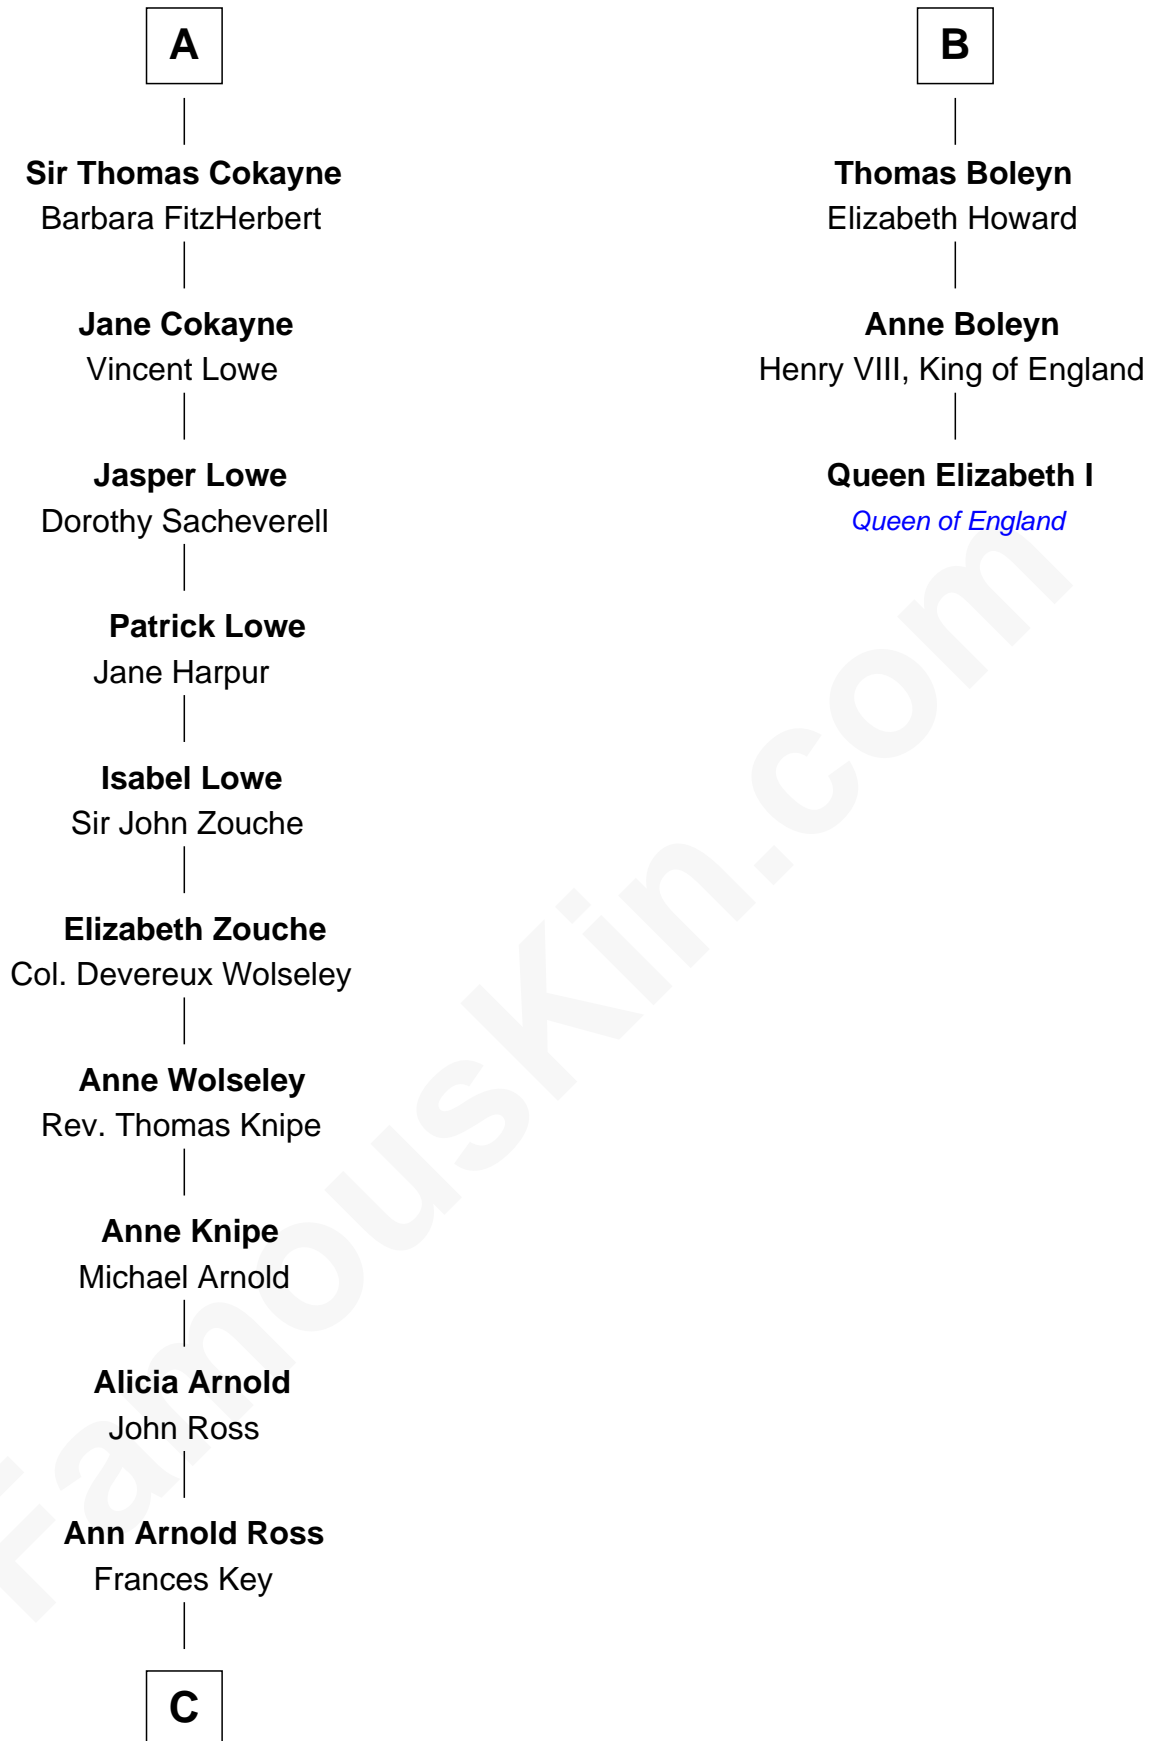 A
Sir Thomas Cokayne
Barbara FitzHerbert
Jane Cokayne
Vincent Lowe
Jasper Lowe
Dorothy Sacheverell
Patrick Lowe
Jane Harpur
Isabel Lowe
Sir John Zouche
Elizabeth Zouche
Col. Devereux Wolseley
Anne Wolseley
Rev. Thomas Knipe
Anne Knipe
Michael Arnold
Alicia Arnold
John Ross
Ann Arnold Ross
Frances Key
C
B
Thomas Boleyn
Elizabeth Howard
Anne Boleyn
Henry VIII, King of England
Queen Elizabeth I
Queen of England
FamousKin.com